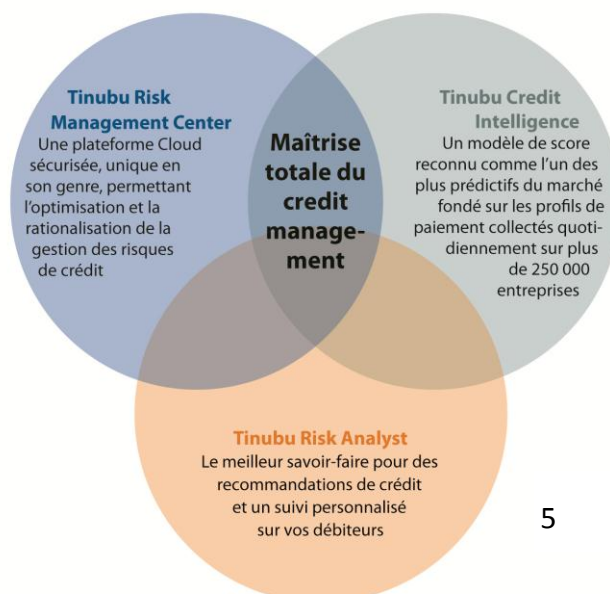 Tinubu Risk
Management Center
Une plateforme Cloud
sécurisée, unique en
son genre, permettant
l'optimisation et la
rationalisation de la
gestion des risques
de crédit
Maîtrise
totale du
credit
manage-
ment
Tinubu Credit
Intelligence
Un modèle de score
reconnu comme l'un des
plus prédictifs du marché
fondé sur les profils de
paiement collectés quoti-
diennement sur plus
de 250 000
entreprises
Tinubu Risk Analyst
Le meilleur savoir-faire pour des
recommandations de crédit
et un suivi personnalisé
sur vos débiteurs
5